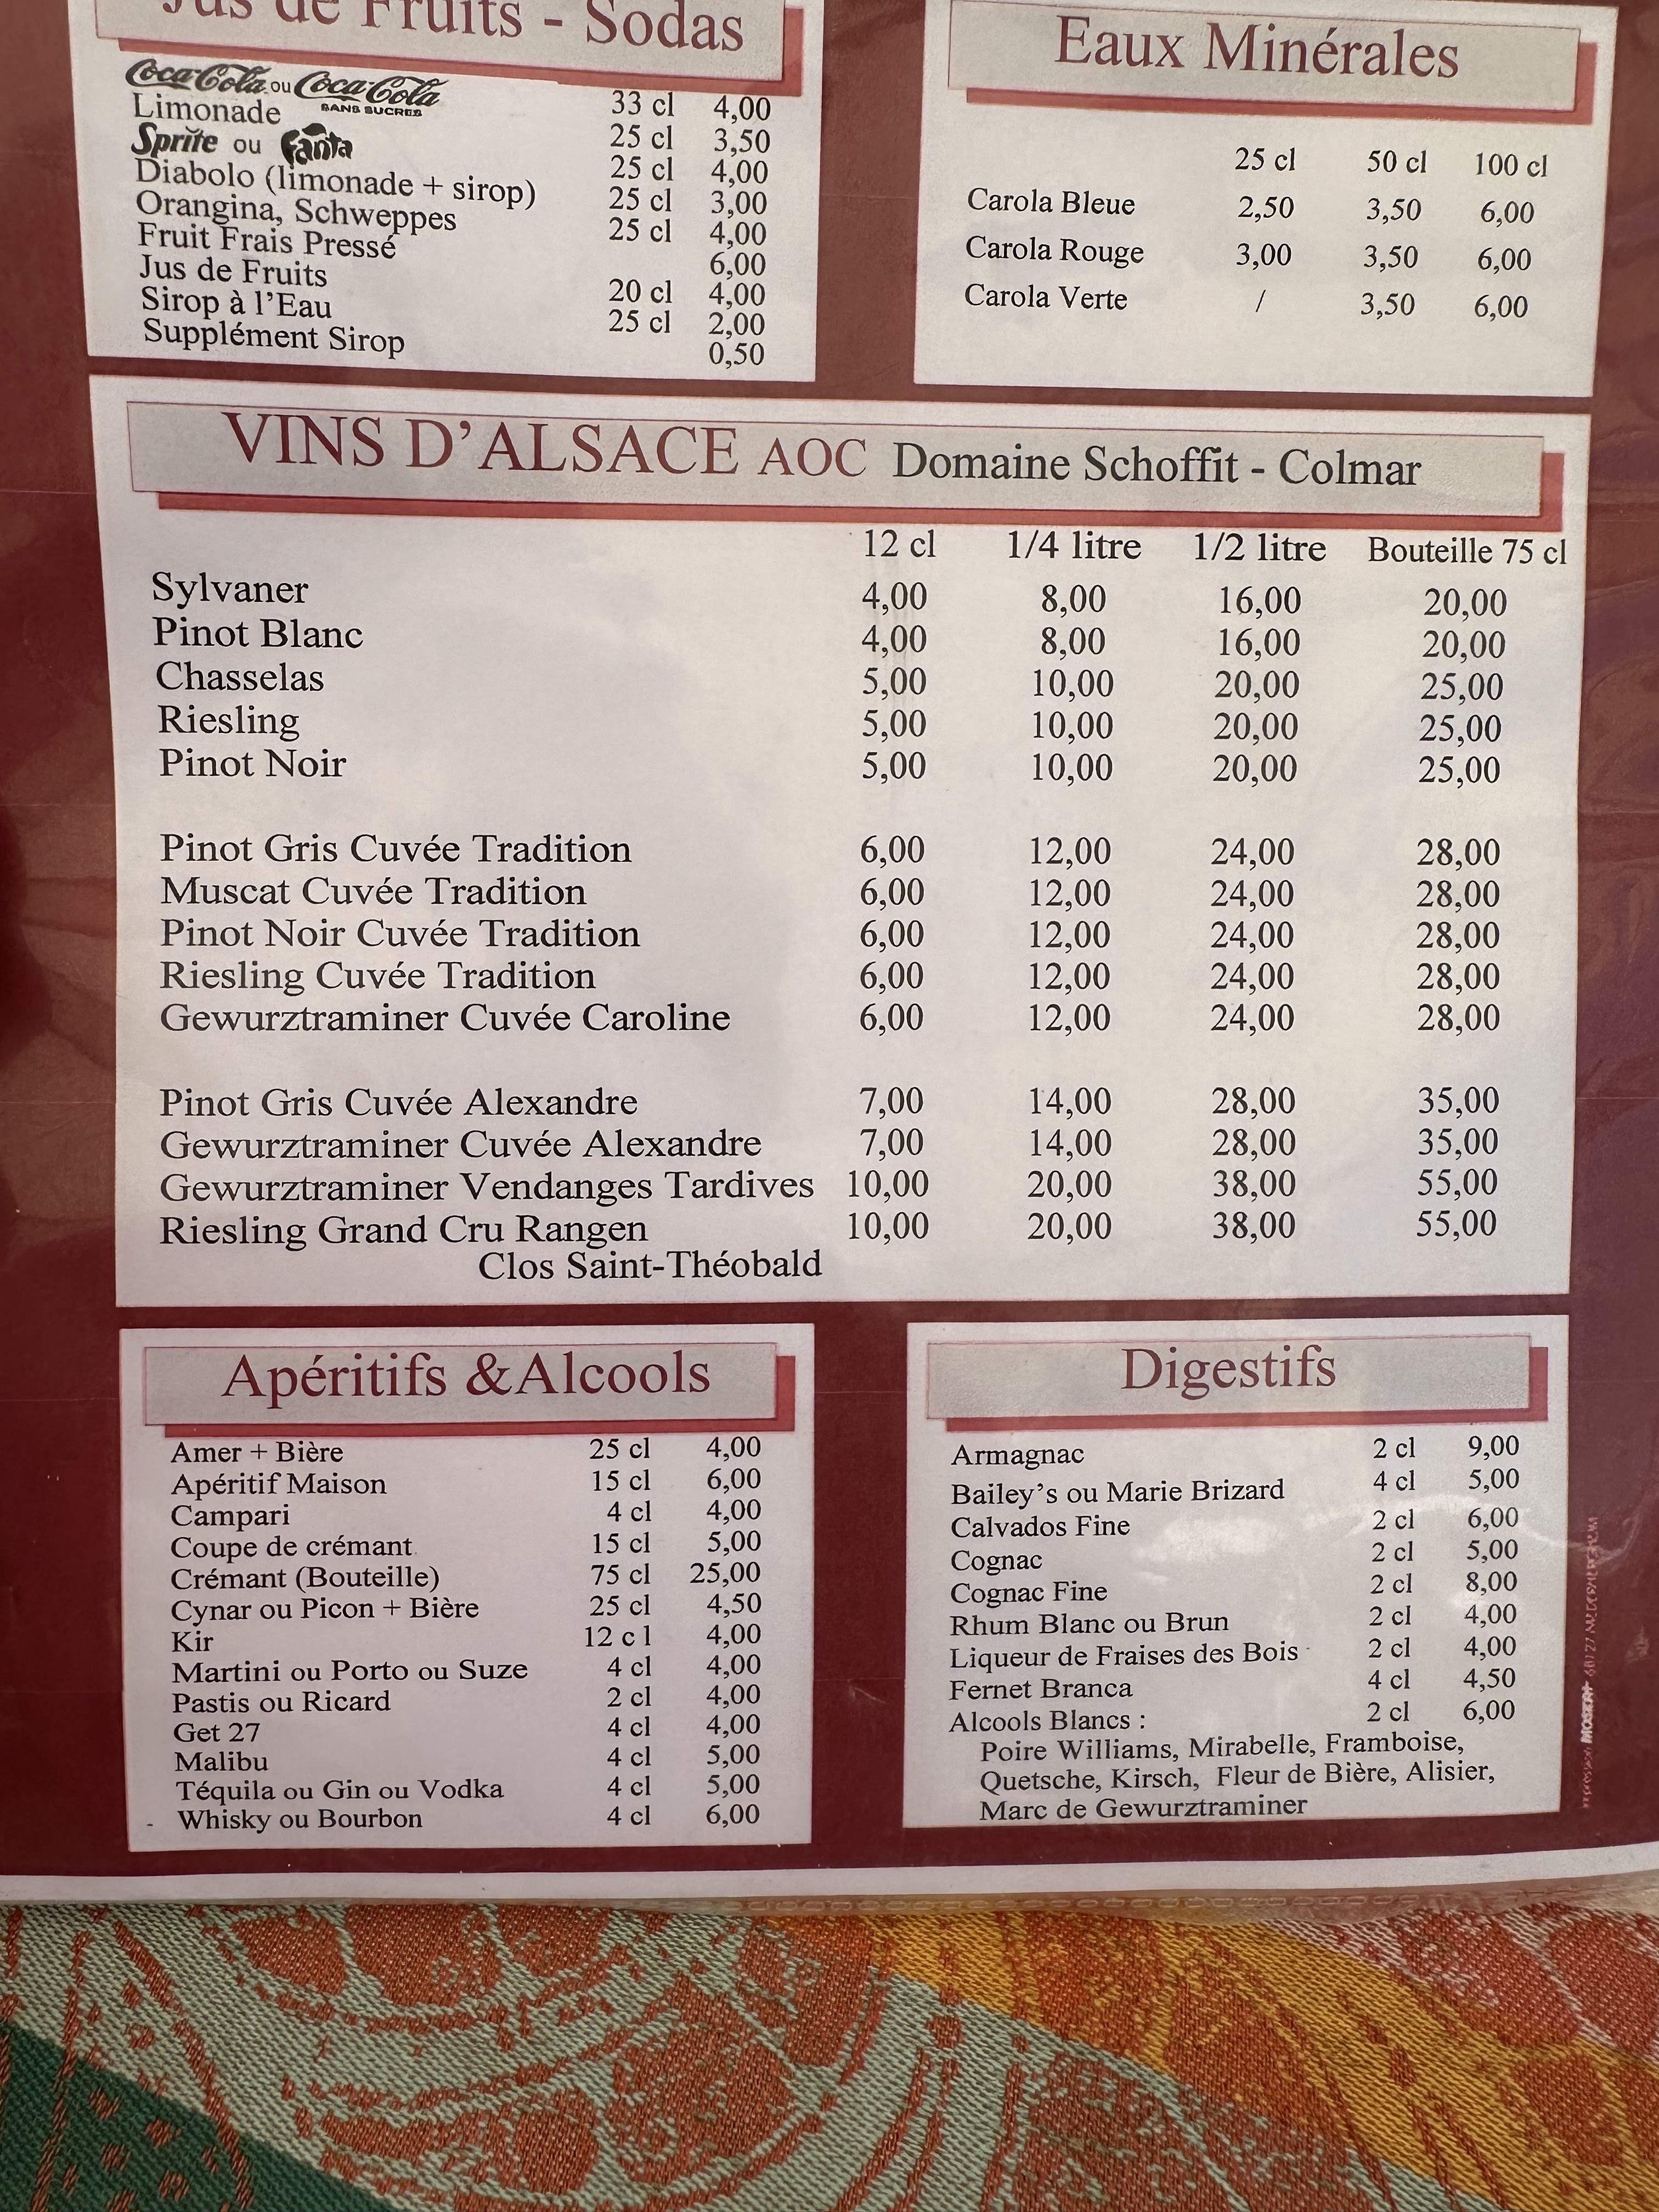 Jus de Fruits - Sodas
Coca-Cola ou Coca-Cola SANS SUCRES 33 cl 4,00
Limonade 25 cl 3,50
Sprite ou Fanta 25 cl 4,00
Diabolo (limonade + sirop) 25 cl 3,00
Orangina, Schweppes 25 cl 4,00
Fruit Frais Pressé 6,00
Jus de Fruits 20 cl 4,00
Sirop à l'Eau 25 cl 2,00
Supplément Sirop 0,50
Eaux Minérales
25 cl 50 cl 100 cl
Carola Bleue 2,50 3,50 6,00
Carola Rouge 3,00 3,50 6,00
Carola Verte / 3,50 6,00
VINS D'ALSACE AOC Domaine Schoffit - Colmar
12 cl 1/4 litre 1/2 litre Bouteille 75 cl
Sylvaner 4,00 8,00 16,00 20,00
Pinot Blanc 4,00 8,00 16,00 20,00
Chasselas 5,00 10,00 20,00 25,00
Riesling 5,00 10,00 20,00 25,00
Pinot Noir 5,00 10,00 20,00 25,00
Pinot Gris Cuvée Tradition 6,00 12,00 24,00 28,00
Muscat Cuvée Tradition 6,00 12,00 24,00 28,00
Pinot Noir Cuvée Tradition 6,00 12,00 24,00 28,00
Riesling Cuvée Tradition 6,00 12,00 24,00 28,00
Gewurztraminer Cuvée Caroline 6,00 12,00 24,00 28,00
Pinot Gris Cuvée Alexandre 7,00 14,00 28,00 35,00
Gewurztraminer Cuvée Alexandre 7,00 14,00 28,00 35,00
Gewurztraminer Vendanges Tardives 10,00 20,00 38,00 55,00
Riesling Grand Cru Rangen 10,00 20,00 38,00 55,00
Clos Saint-Théobald
Apéritifs &Alcools
Amer + Bière 25 cl 4,00
Apéritif Maison 15 cl 6,00
Campari 4 cl 4,00
Coupe de crémant 15 cl 5,00
Crémant (Bouteille) 75 cl 25,00
Cynar ou Picon + Bière 25 cl 4,50
Kir 12 c l 4,00
Martini ou Porto ou Suze 4 cl 4,00
Pastis ou Ricard 2 cl 4,00
Get 27 4 cl 4,00
Malibu 4 cl 5,00
Téquila ou Gin ou Vodka 4 cl 5,00
- Whisky ou Bourbon 4 cl 6,00
Digestifs
Armagnac 2 cl 9,00
Bailey's ou Marie Brizard 4 cl 5,00
Calvados Fine 2 cl 6,00
Cognac 2 cl 5,00
Cognac Fine 2 cl 8,00
Rhum Blanc ou Brun 2 cl 4,00
Liqueur de Fraises des Bois 2 cl 4,00
Fernet Branca 4 cl 4,50
Alcools Blancs : 2 cl 6,00
Poire Williams, Mirabelle, Framboise,
Quetsche, Kirsch, Fleur de Bière, Alisier,
Marc de Gewurztraminer